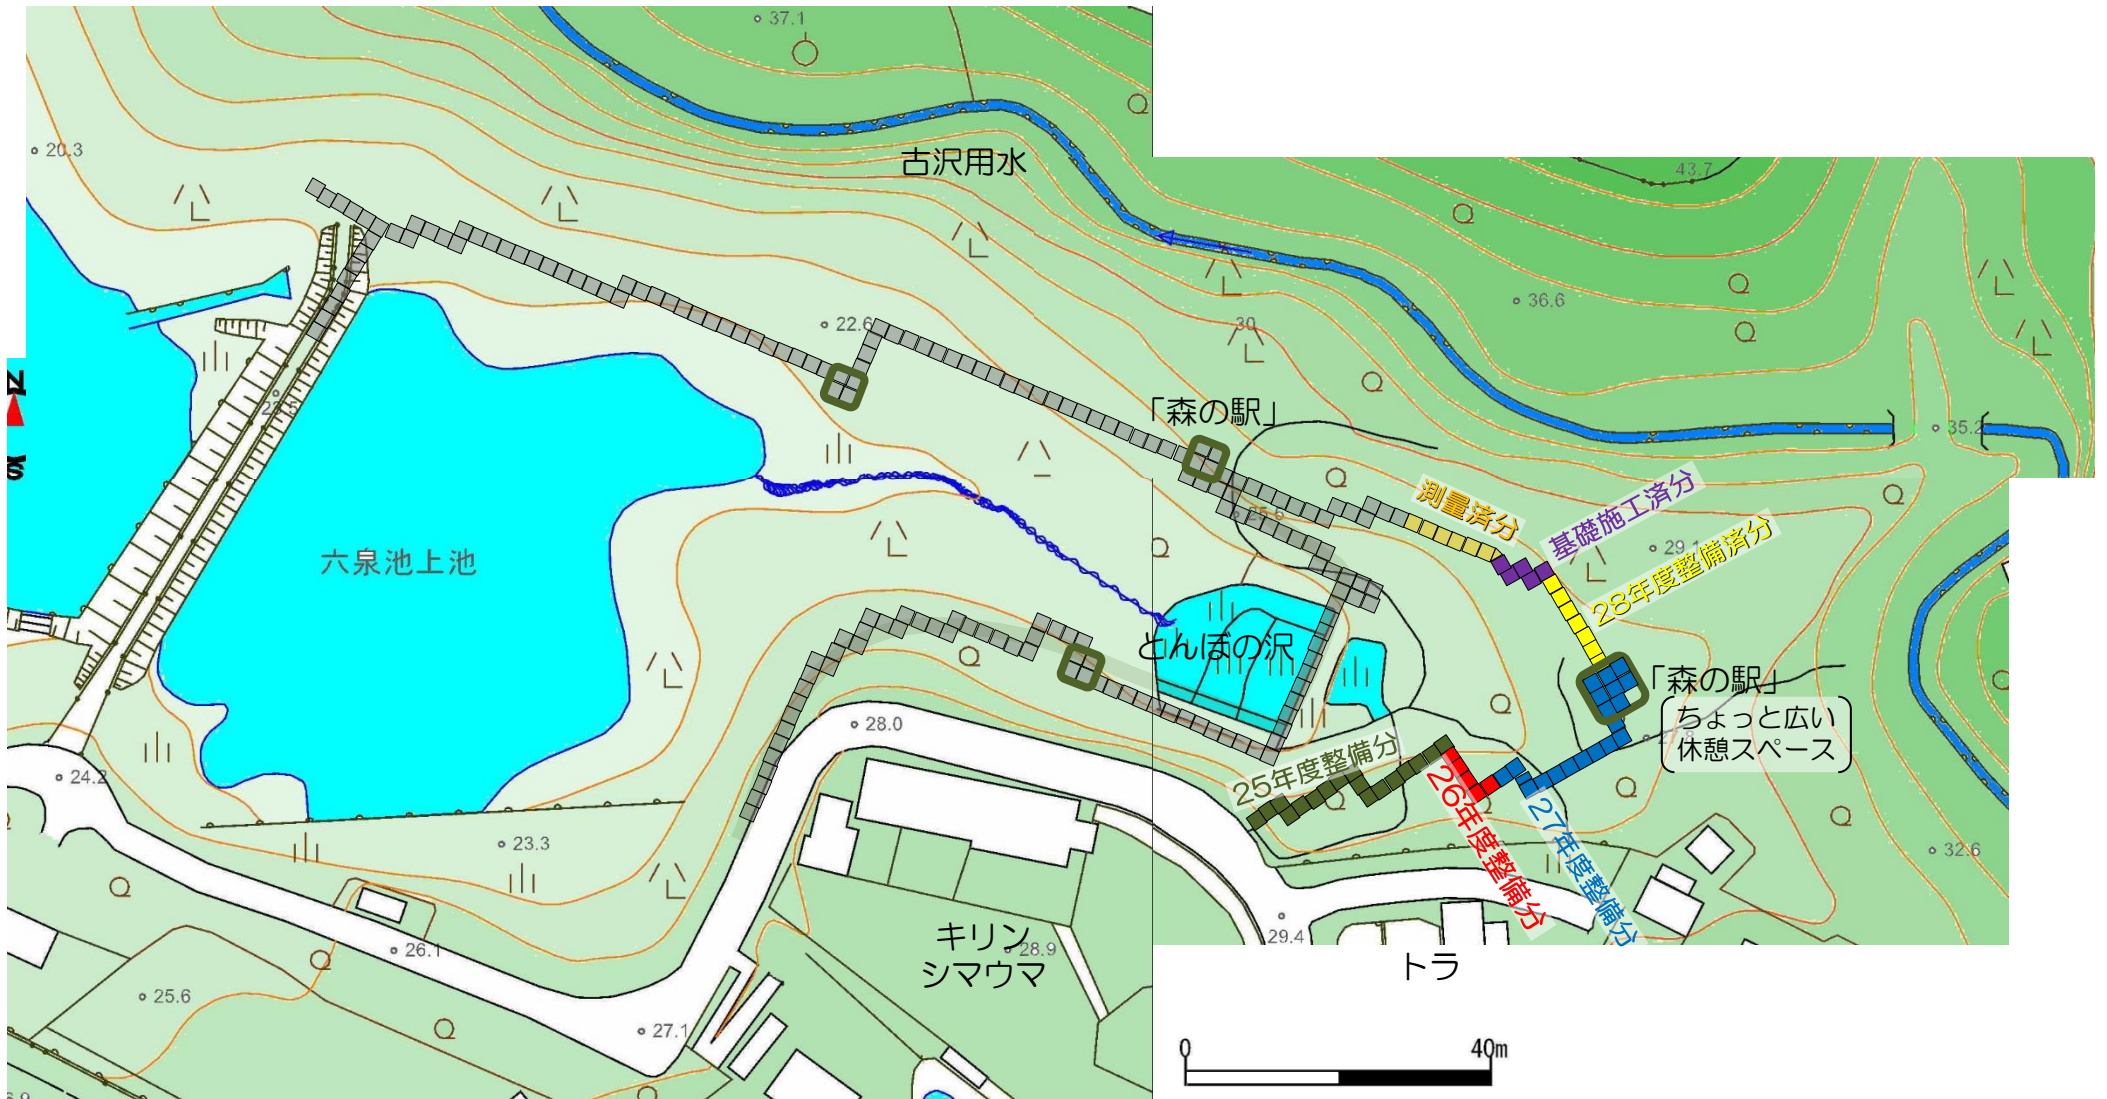 37.1
20.3
古沢用水
43.7
36.6
22.6
30
N
S
「森の駅」
35.2
測量済分
基礎施工済分
29.1
28年度整備済分
六泉池上池
とんぼの沢
「森の駅」
ちょっと広い
休憩スペース
28.0
24.2
25年度整備分
26年度整備分
27年度整備分
23.3
32.6
キリン
シマウマ
28.9
26.1
29.4
トラ
25.6
27.1
0
40m